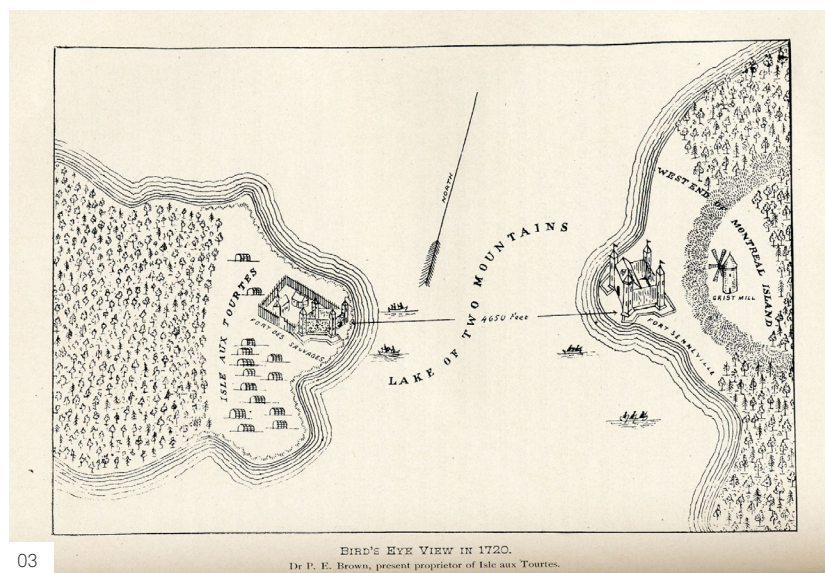 NORTH
WEST END OF MONTREAL ISLAND
LAKE OF TWO MOUNTAINS
ISLE AUX TOURTES
FORT DES SAUVAGES
4650 Feet
GRIST MILL
FORT SENNEVILLE
BIRD'S EYE VIEW IN 1720.
Dr P. E. Brown, present proprietor of Isle aux Tourtes.
03